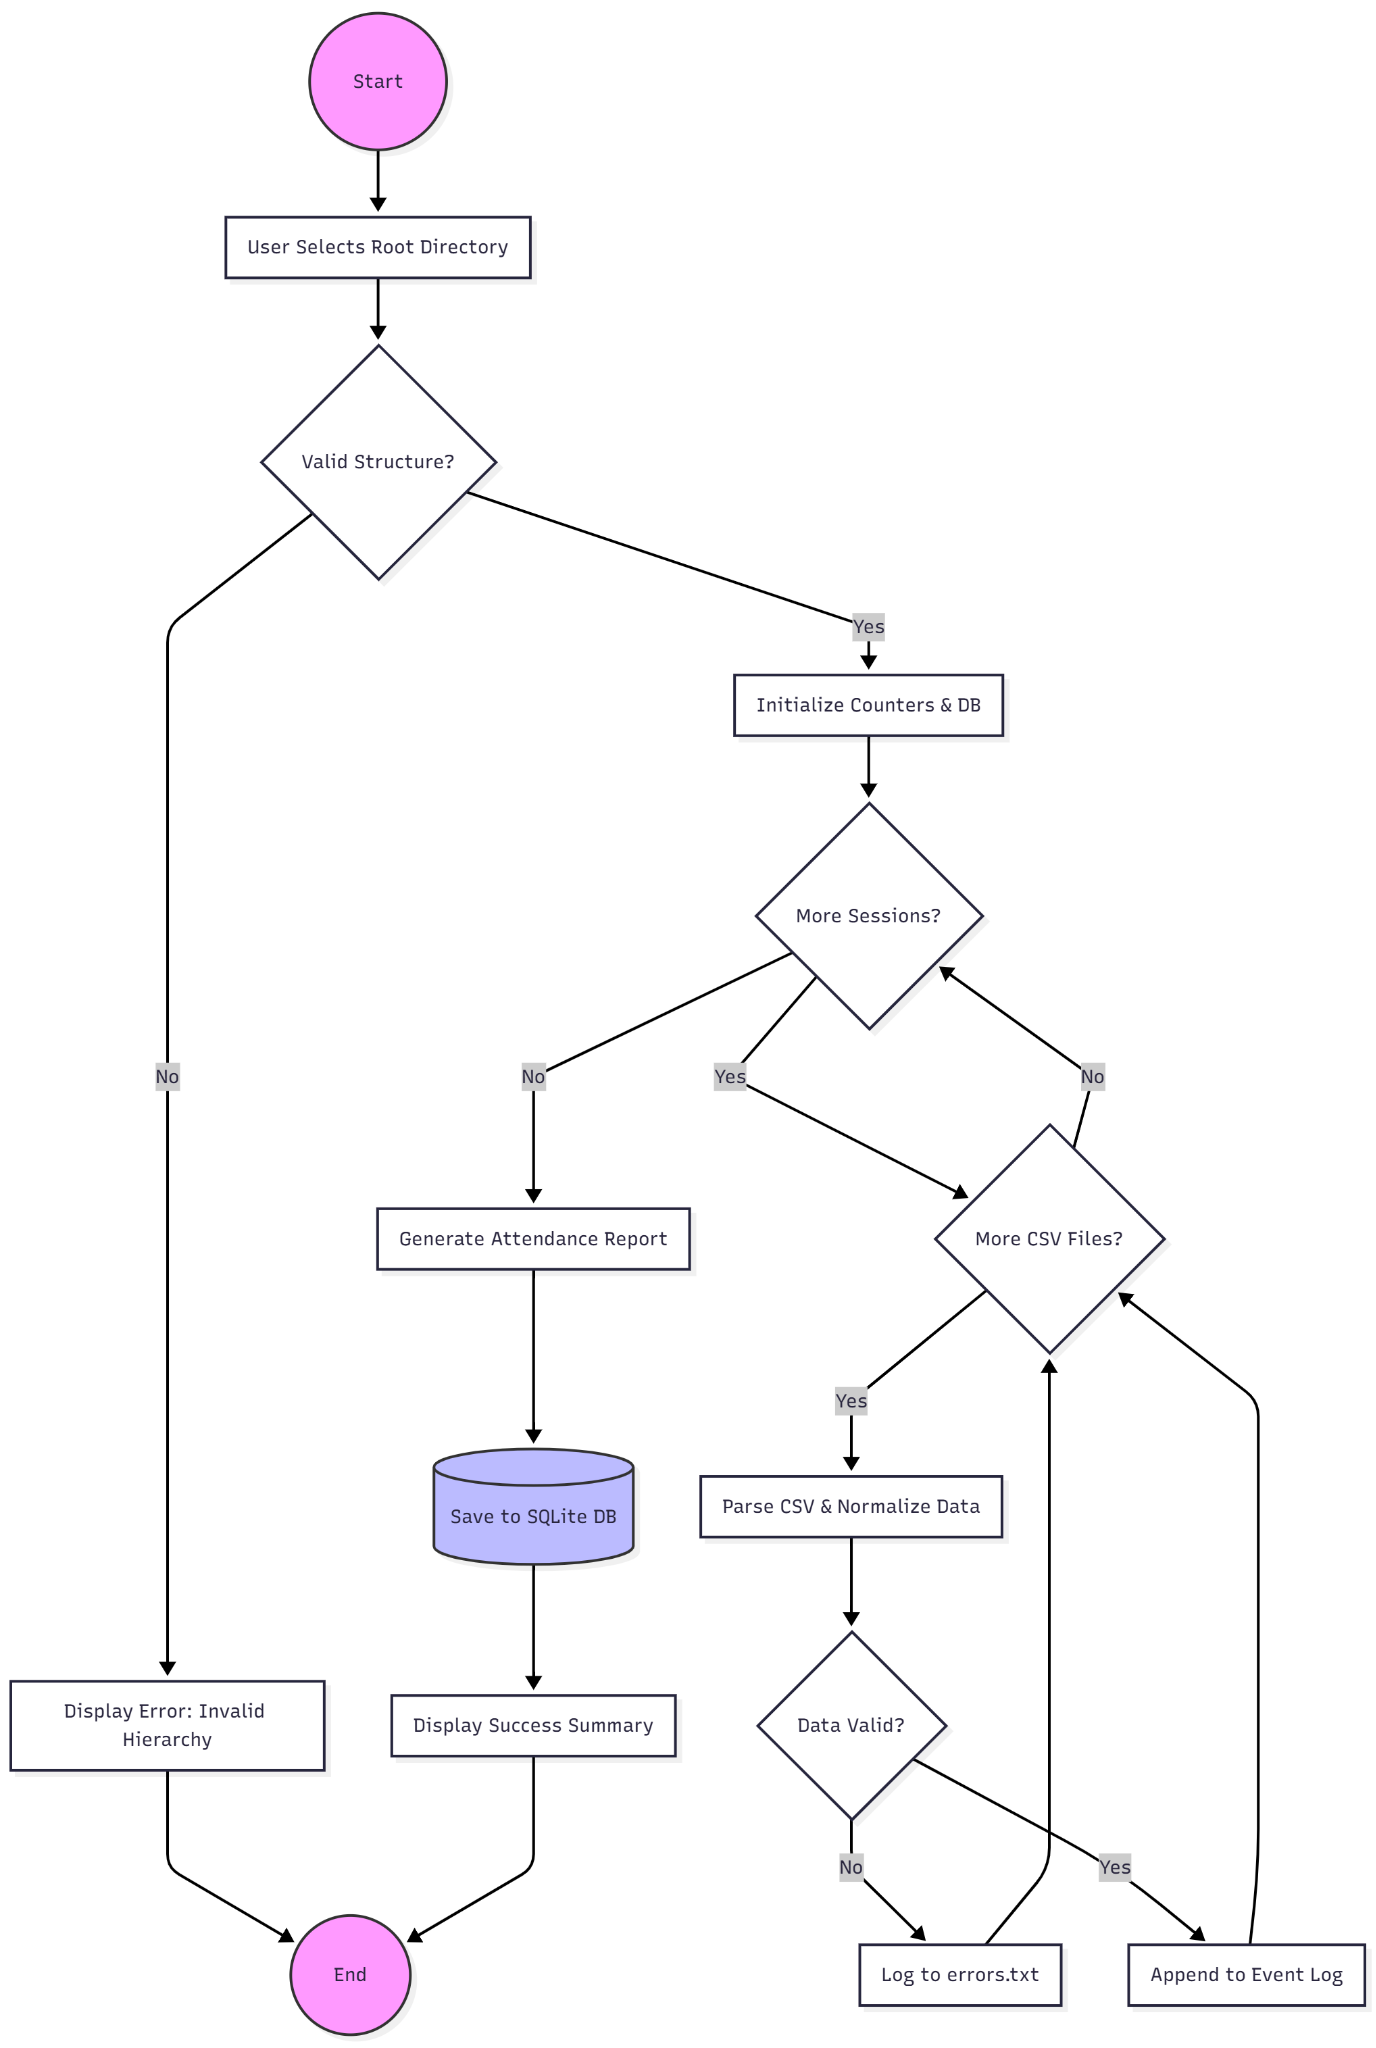 Start
User Selects Root Directory
Valid Structure?
Yes
Initialize Counters & DB
More Sessions?
No
No
Yes
No
Generate Attendance Report
More CSV Files?
Yes
Save to SQLite DB
Parse CSV & Normalize Data
Display Error: Invalid
Hierarchy
Display Success Summary
Data Valid?
No
Yes
End
Log to errors.txt
Append to Event Log